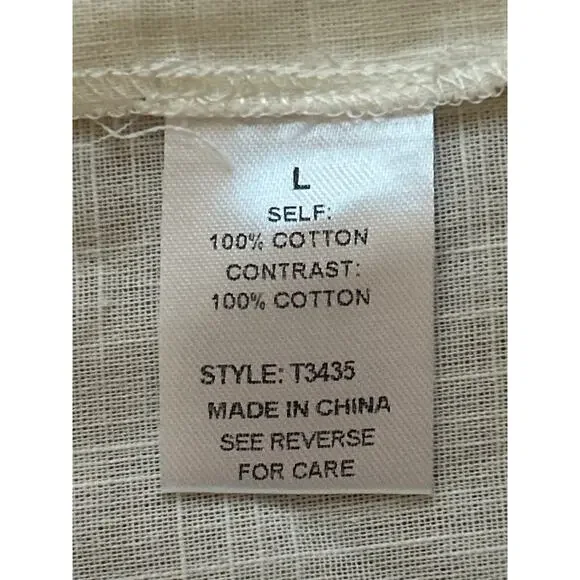 L
SELF:
100% COTTON
CONTRAST:
100% COTTON
STYLE: T3435
MADE IN CHINA
SEE REVERSE
FOR CARE